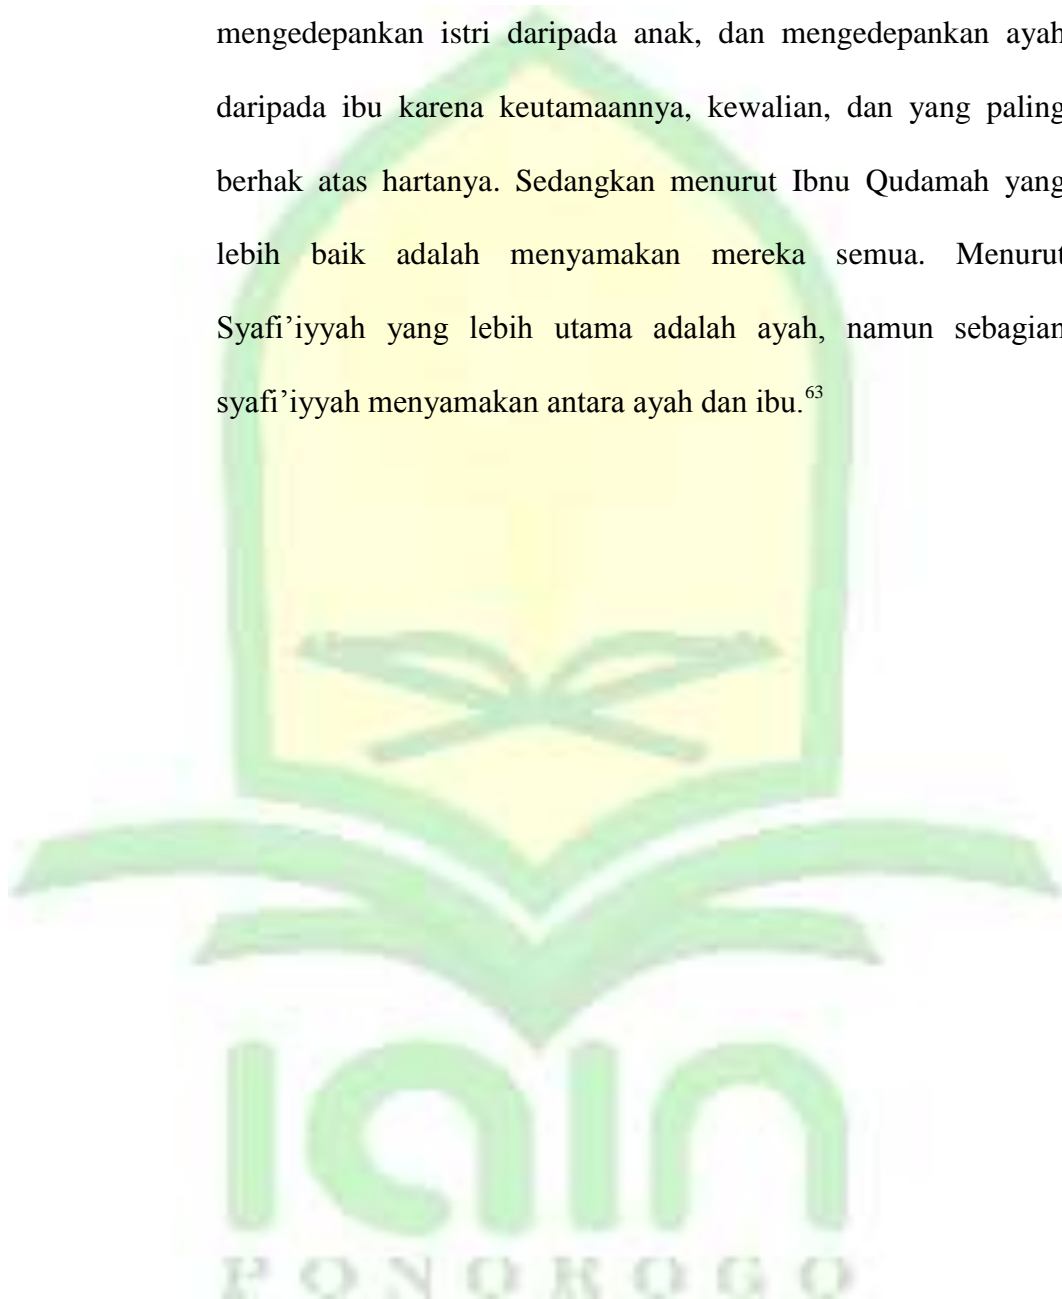 mengedepankan istri daripada anak, dan mengedepankan ayah
daripada ibu karena keutamaannya, kewalian, dan yang paling
berhak atas hartanya. Sedangkan menurut Ibnu Qudamah yang
lebih baik adalah menyamakan mereka semua. Menurut
Syafi’iyyah yang lebih utama adalah ayah, namun sebagian
syafi’iyyah menyamakan antara ayah dan ibu.⁶³
iain
PONOROGO